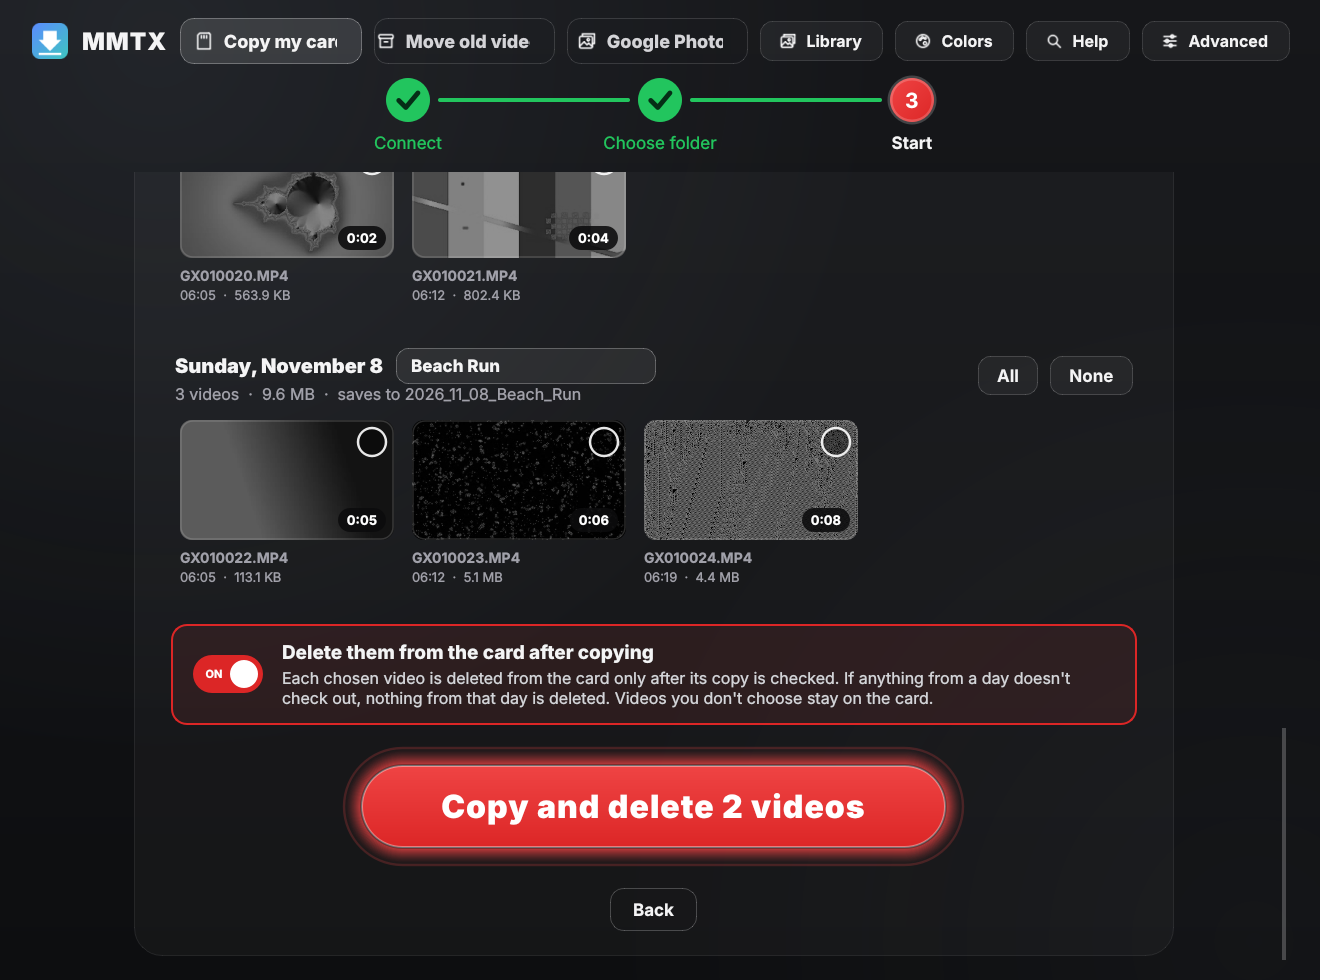 MMTX
Copy my car
Move old vide
Google Photo
Library
Colors
Help
Advanced
3
Connect
Choose folder
Start
0:02
0:04
GX010020.MP4
GX010021.MP4
06:05 · 563.9 KB
06:12 · 802.4 KB
Sunday, November 8
Beach Run
All
None
3 videos · 9.6 MB · saves to 2026_11_08_Beach_Run
0:05
0:06
0:08
GX010022.MP4
GX010023.MP4
GX010024.MP4
06:05 · 113.1 KB
06:12 · 5.1 MB
06:19 · 4.4 MB
ON
Delete them from the card after copying
Each chosen video is deleted from the card only after its copy is checked. If anything from a day doesn't
check out, nothing from that day is deleted. Videos you don't choose stay on the card.
Copy and delete 2 videos
Back